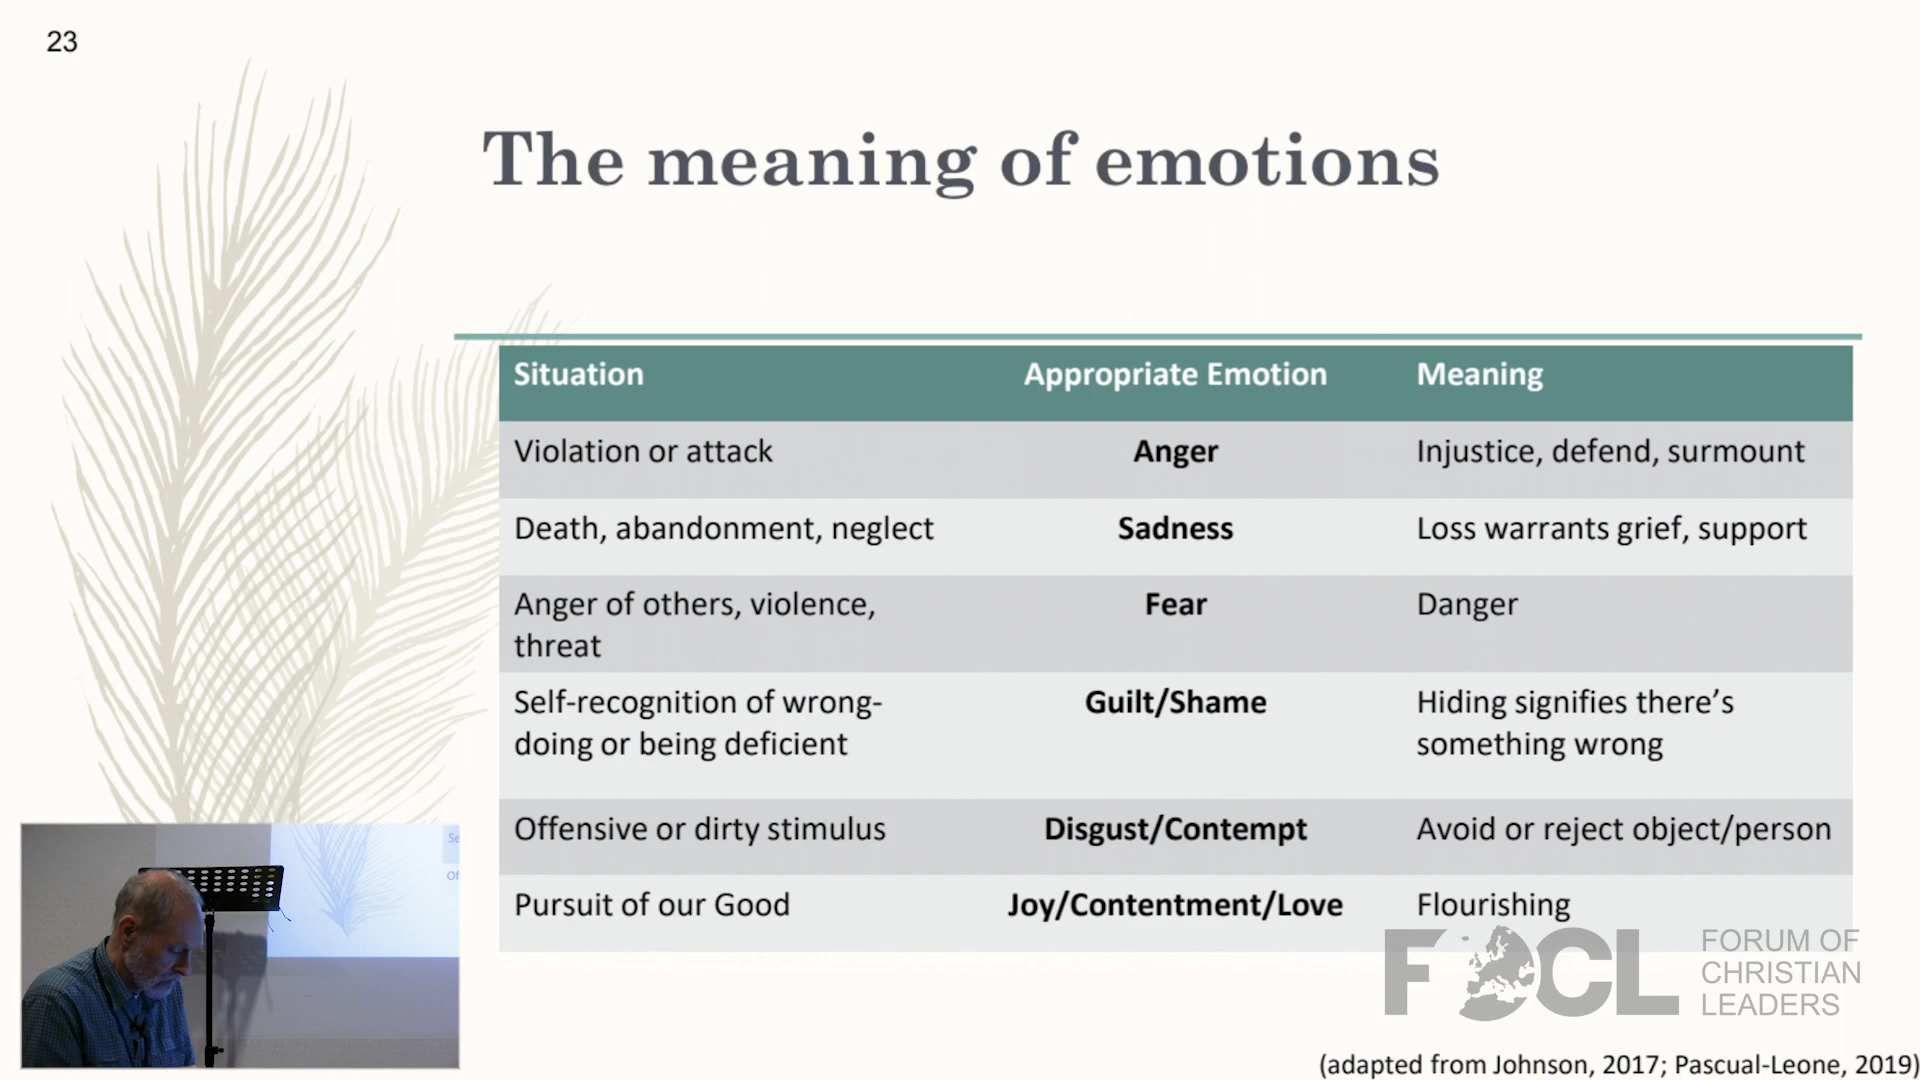 23
The meaning of emotions
Situation Appropriate Emotion Meaning
Violation or attack Anger Injustice, defend, surmount
Death, abandonment, neglect Sadness Loss warrants grief, support
Anger of others, violence, Fear Danger
threat
Self-recognition of wrong- Guilt/Shame Hiding signifies there’s
doing or being deficient something wrong
Offensive or dirty stimulus Disgust/Contempt Avoid or reject object/person
Pursuit of our Good Joy/Contentment/Love Flourishing
FOCL
FORUM OF
CHRISTIAN
LEADERS
(adapted from Johnson, 2017; Pascual-Leone, 2019)
Se
Of